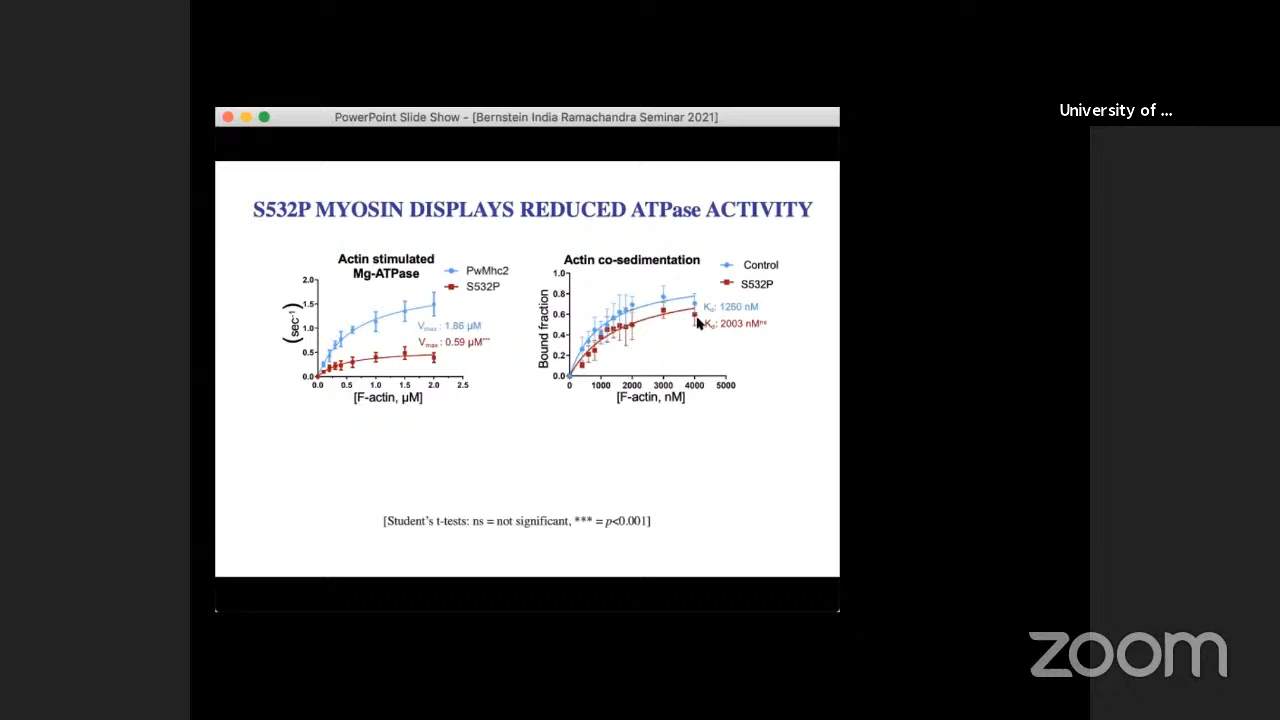 University of ...
PowerPoint Slide Show - [Bernstein India Ramachandra Seminar 2021]
S532P MYOSIN DISPLAYS REDUCED ATPase ACTIVITY
Actin stimulated
Mg-ATPase
PwMhc2
S532P
(sec⁻¹)
2.0
1.5
1.0
0.5
0.0
Vmax : 1.86 µM
Vmax : 0.59 µM***
0.0 0.5 1.0 1.5 2.0 2.5
[F-actin, µM]
Actin co-sedimentation
Control
S532P
Bound fraction
1.0
0.8
0.6
0.4
0.2
0.0
Kd: 1260 nM
Kd: 2003 nMns
0 1000 2000 3000 4000 5000
[F-actin, nM]
[Student's t-tests: ns = not significant, *** = p<0.001]
zoom